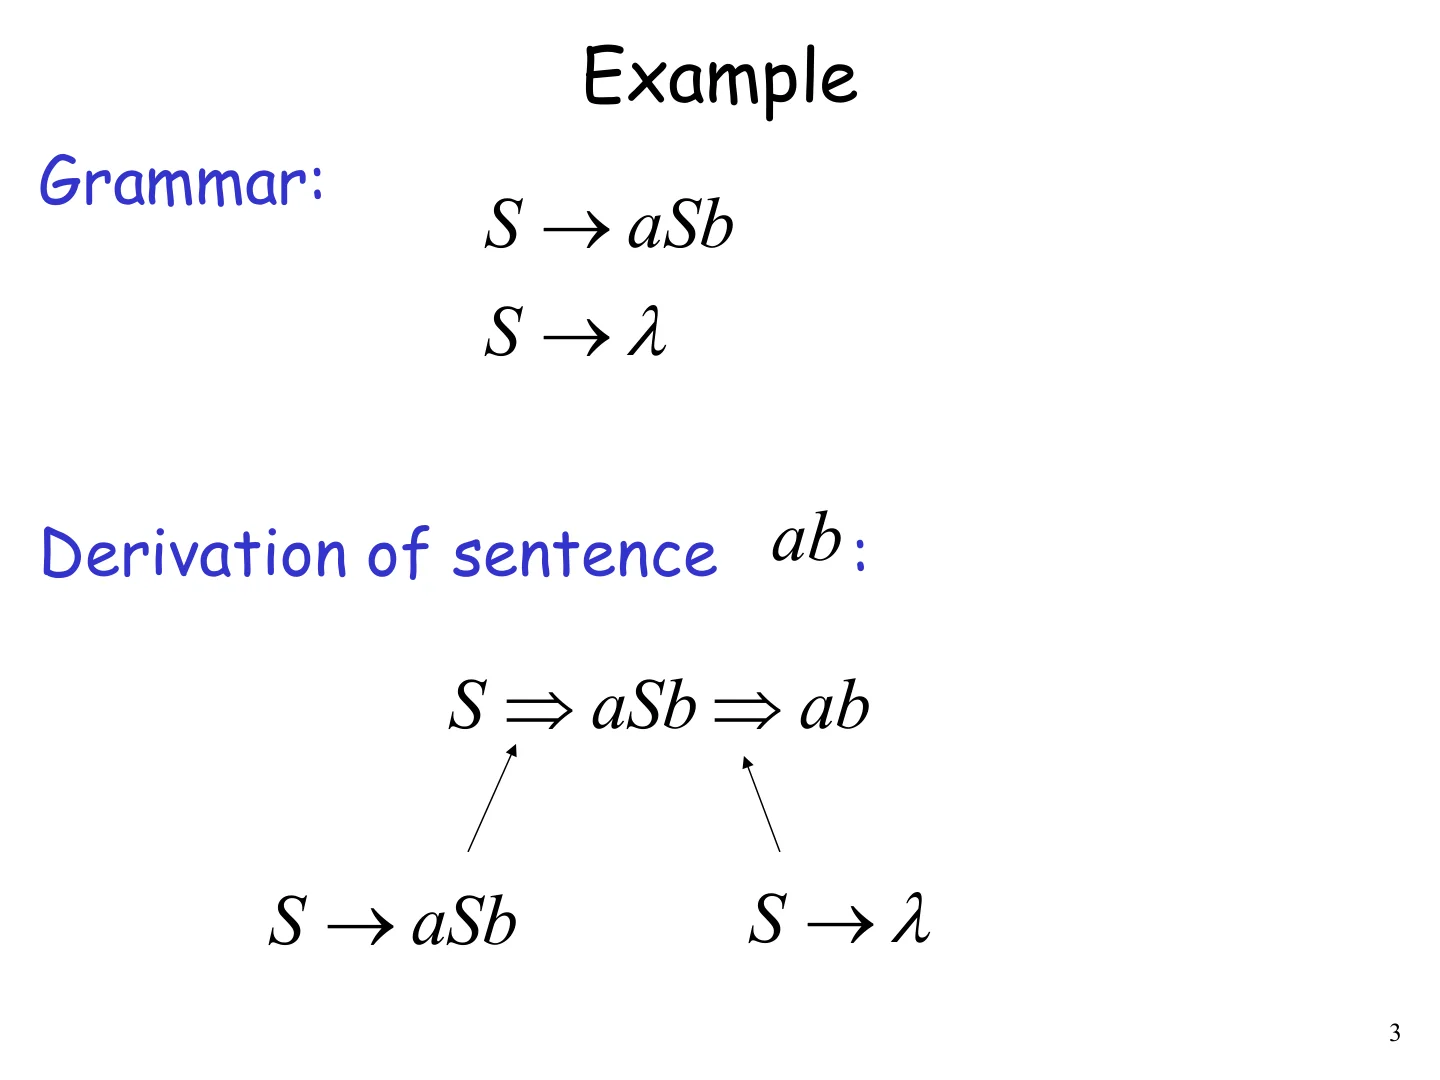 Example
Grammar:
S → aSb
S → λ
Derivation of sentence ab :
S ⇒ aSb ⇒ ab
S → aSb S → λ
3